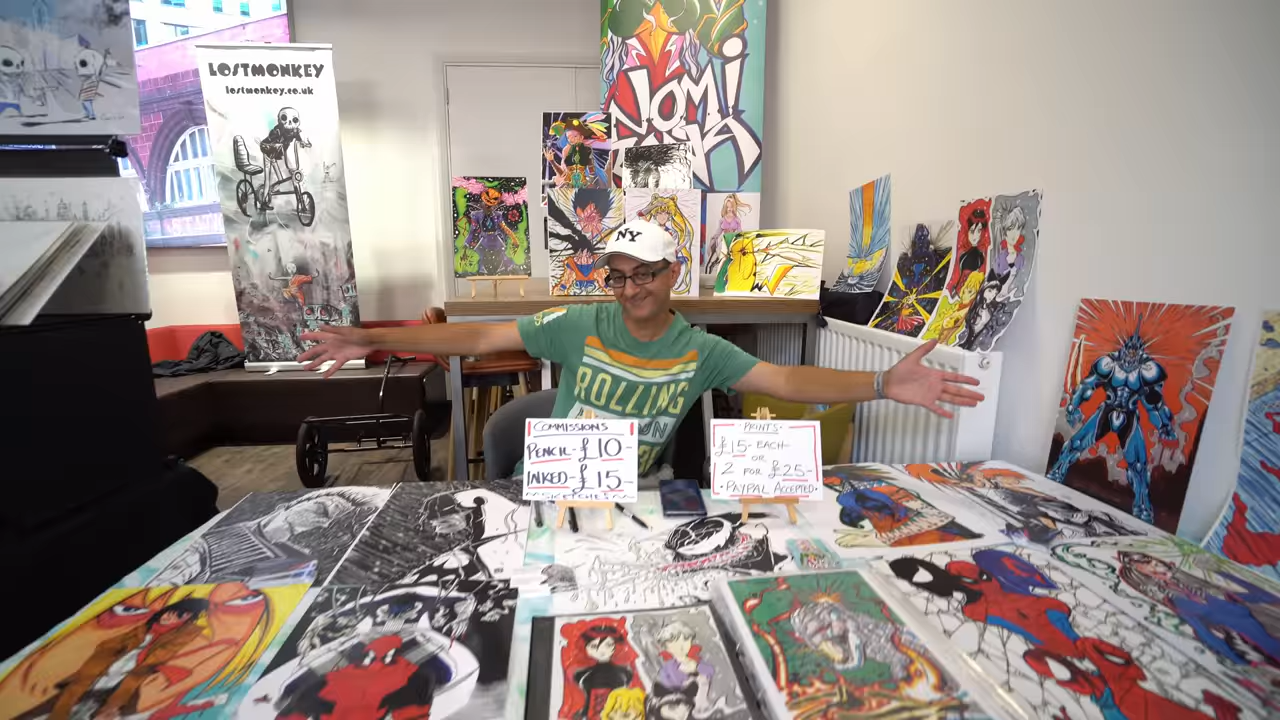 LOSTMONKEY
lostmonkey.co.uk
NOMi
NY
ROLLING
COMMISSIONS
PENCIL-£10-
INKED-£15
PRINTS
£15-EACH-
OR
2 FOR £25-
•PAYPAL ACCEPTED•